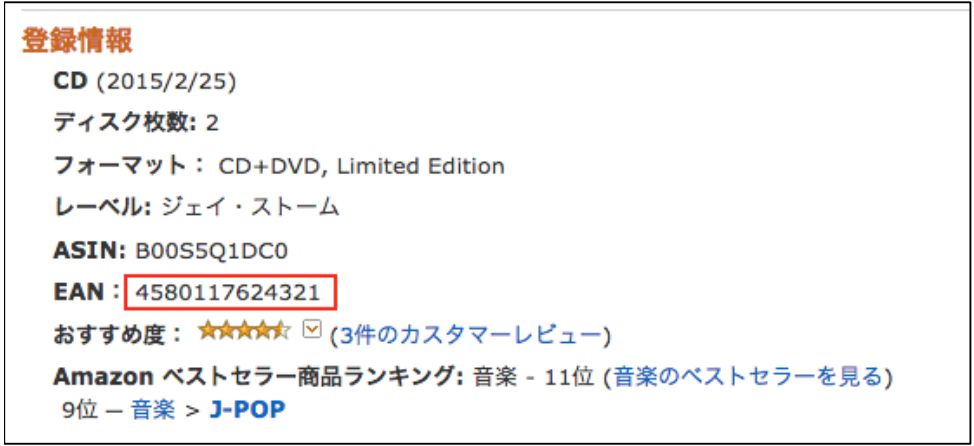 登録情報
CD (2015/2/25)
ディスク枚数: 2
フォーマット： CD+DVD, Limited Edition
レーベル: ジェイ・ストーム
ASIN: B00S5Q1DC0
EAN： 4580117624321
おすすめ度： (3件のカスタマーレビュー)
Amazon ベストセラー商品ランキング: 音楽 - 11位 (音楽のベストセラーを見る)
9位 ─ 音楽 > J-POP